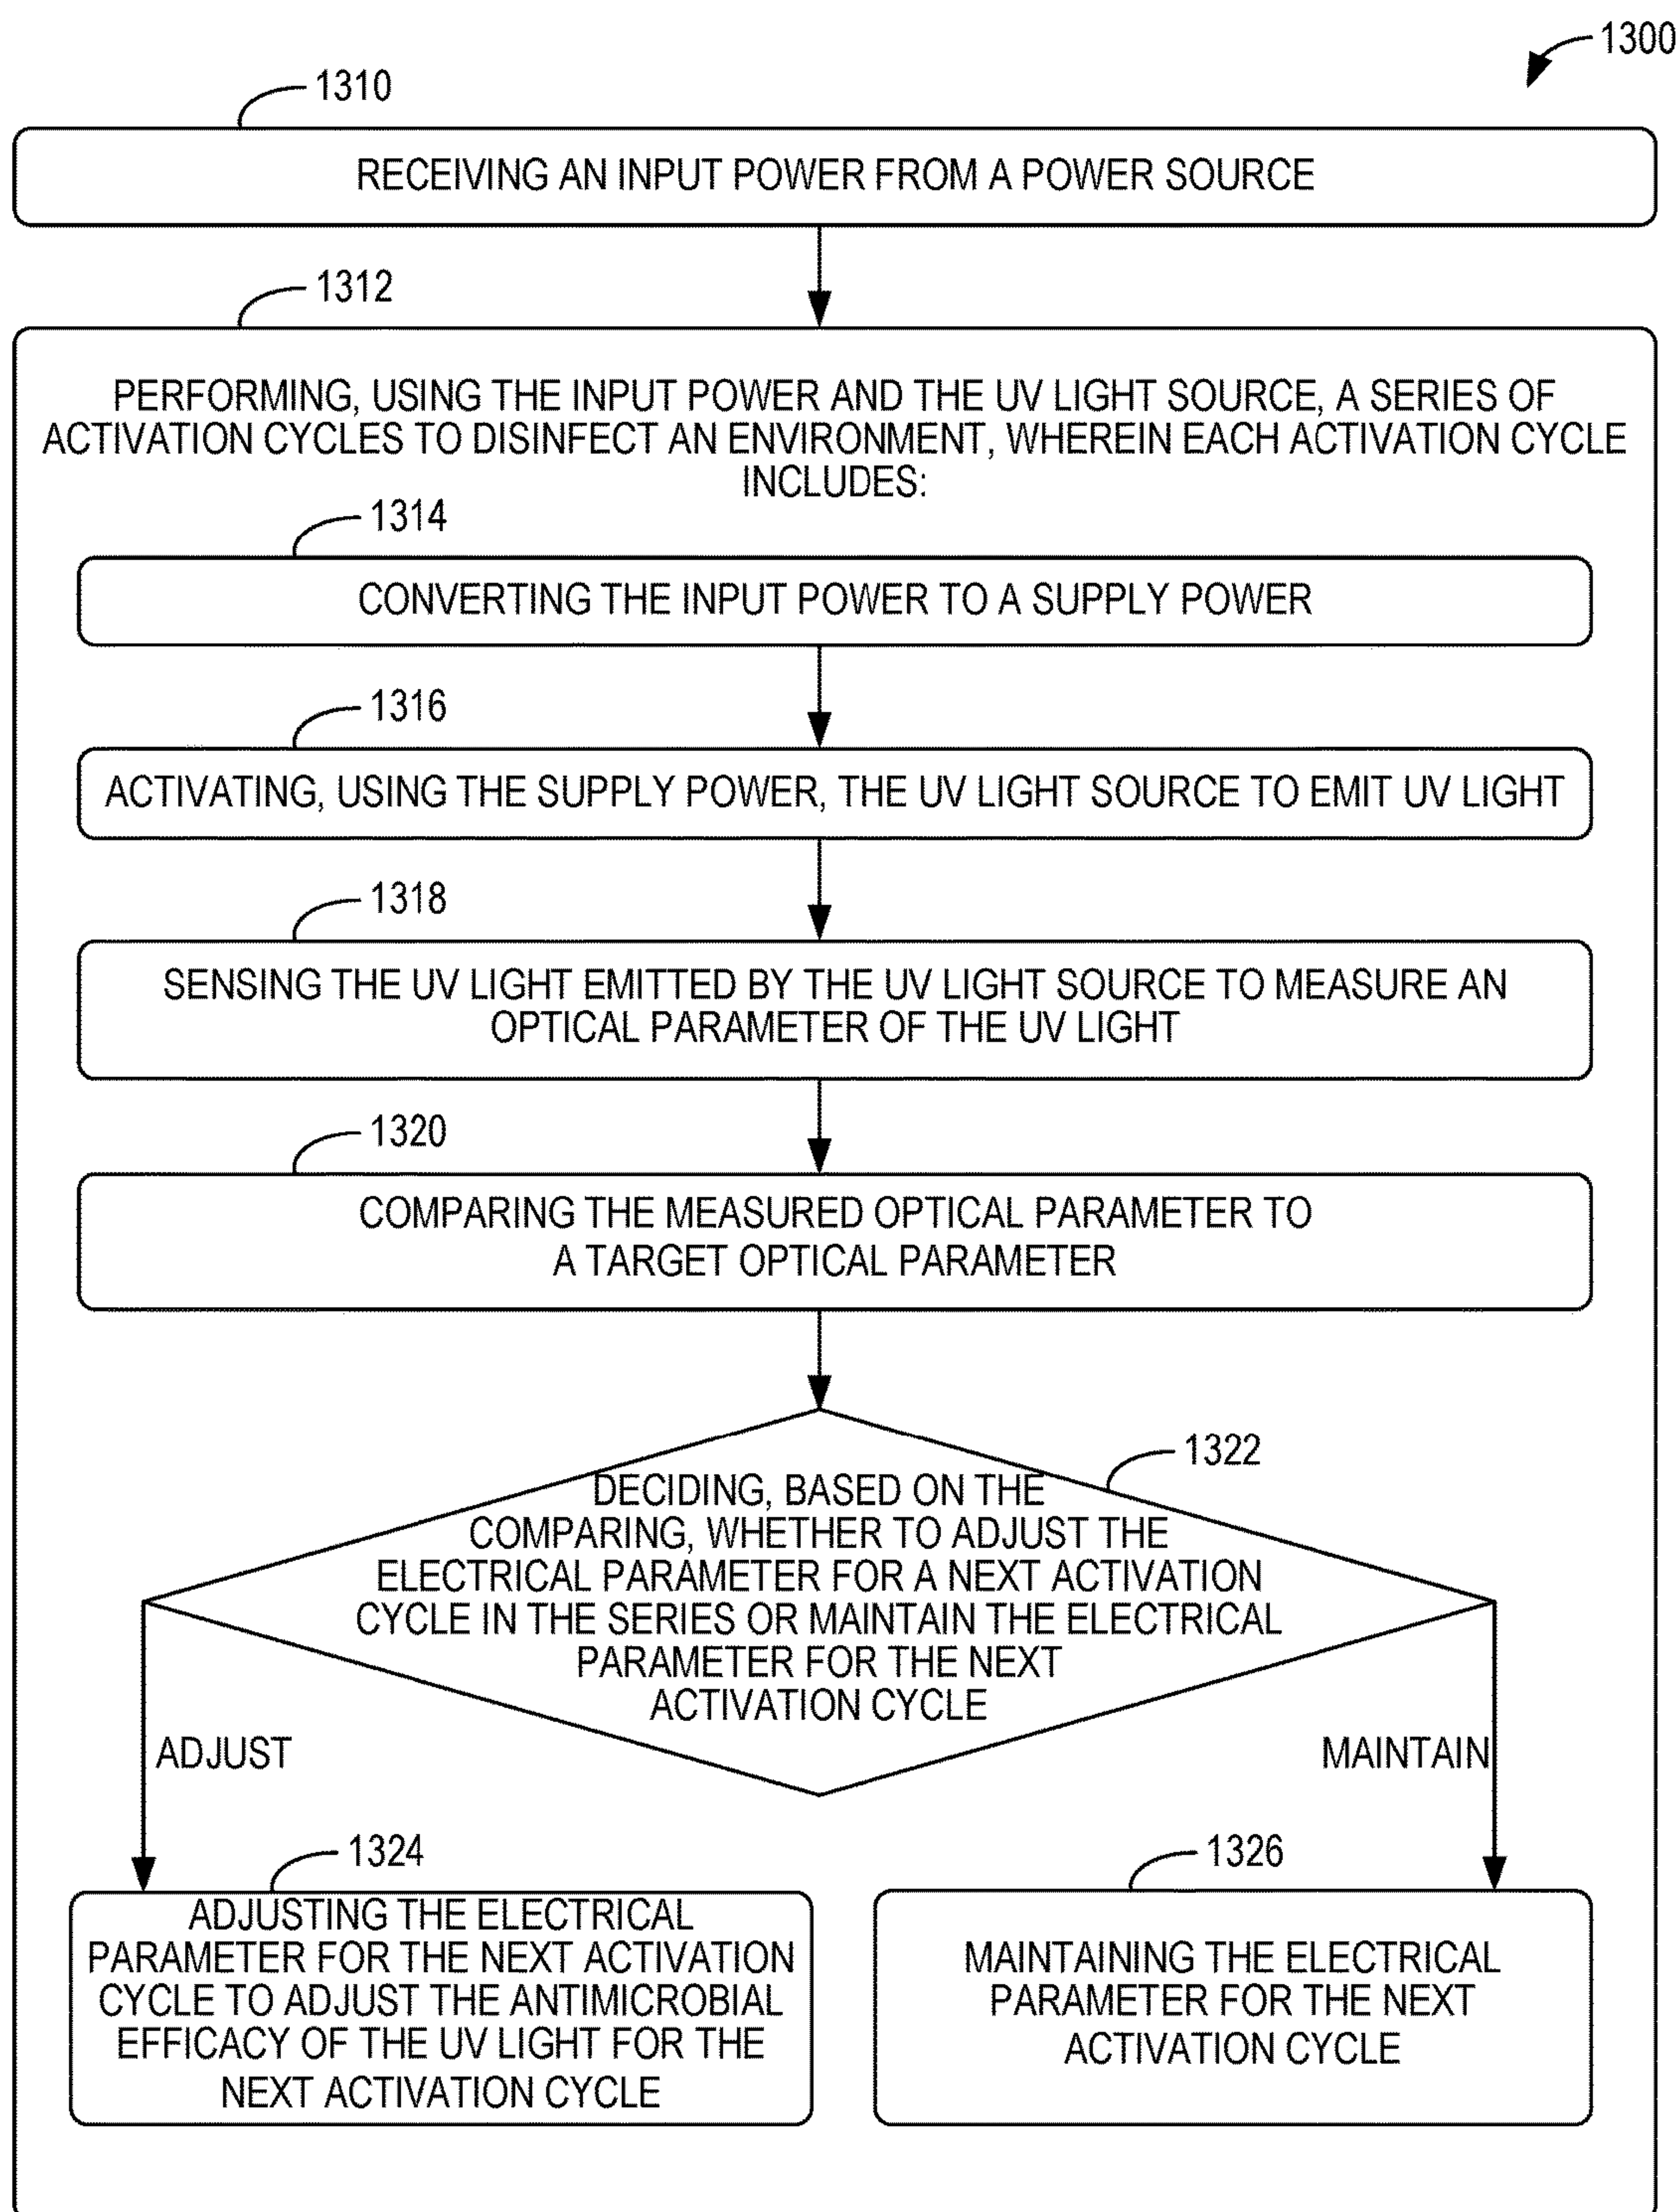 1300
1310
RECEIVING AN INPUT POWER FROM A POWER SOURCE
1312
PERFORMING, USING THE INPUT POWER AND THE UV LIGHT SOURCE, A SERIES OF
ACTIVATION CYCLES TO DISINFECT AN ENVIRONMENT, WHEREIN EACH ACTIVATION CYCLE
INCLUDES:
1314
CONVERTING THE INPUT POWER TO A SUPPLY POWER
1316
ACTIVATING, USING THE SUPPLY POWER, THE UV LIGHT SOURCE TO EMIT UV LIGHT
1318
SENSING THE UV LIGHT EMITTED BY THE UV LIGHT SOURCE TO MEASURE AN
OPTICAL PARAMETER OF THE UV LIGHT
1320
COMPARING THE MEASURED OPTICAL PARAMETER TO
A TARGET OPTICAL PARAMETER
1322
DECIDING, BASED ON THE
COMPARING, WHETHER TO ADJUST THE
ELECTRICAL PARAMETER FOR A NEXT ACTIVATION
CYCLE IN THE SERIES OR MAINTAIN THE ELECTRICAL
PARAMETER FOR THE NEXT
ACTIVATION CYCLE
ADJUST
MAINTAIN
1324
ADJUSTING THE ELECTRICAL
PARAMETER FOR THE NEXT ACTIVATION
CYCLE TO ADJUST THE ANTIMICROBIAL
EFFICACY OF THE UV LIGHT FOR THE
NEXT ACTIVATION CYCLE
1326
MAINTAINING THE ELECTRICAL
PARAMETER FOR THE NEXT
ACTIVATION CYCLE